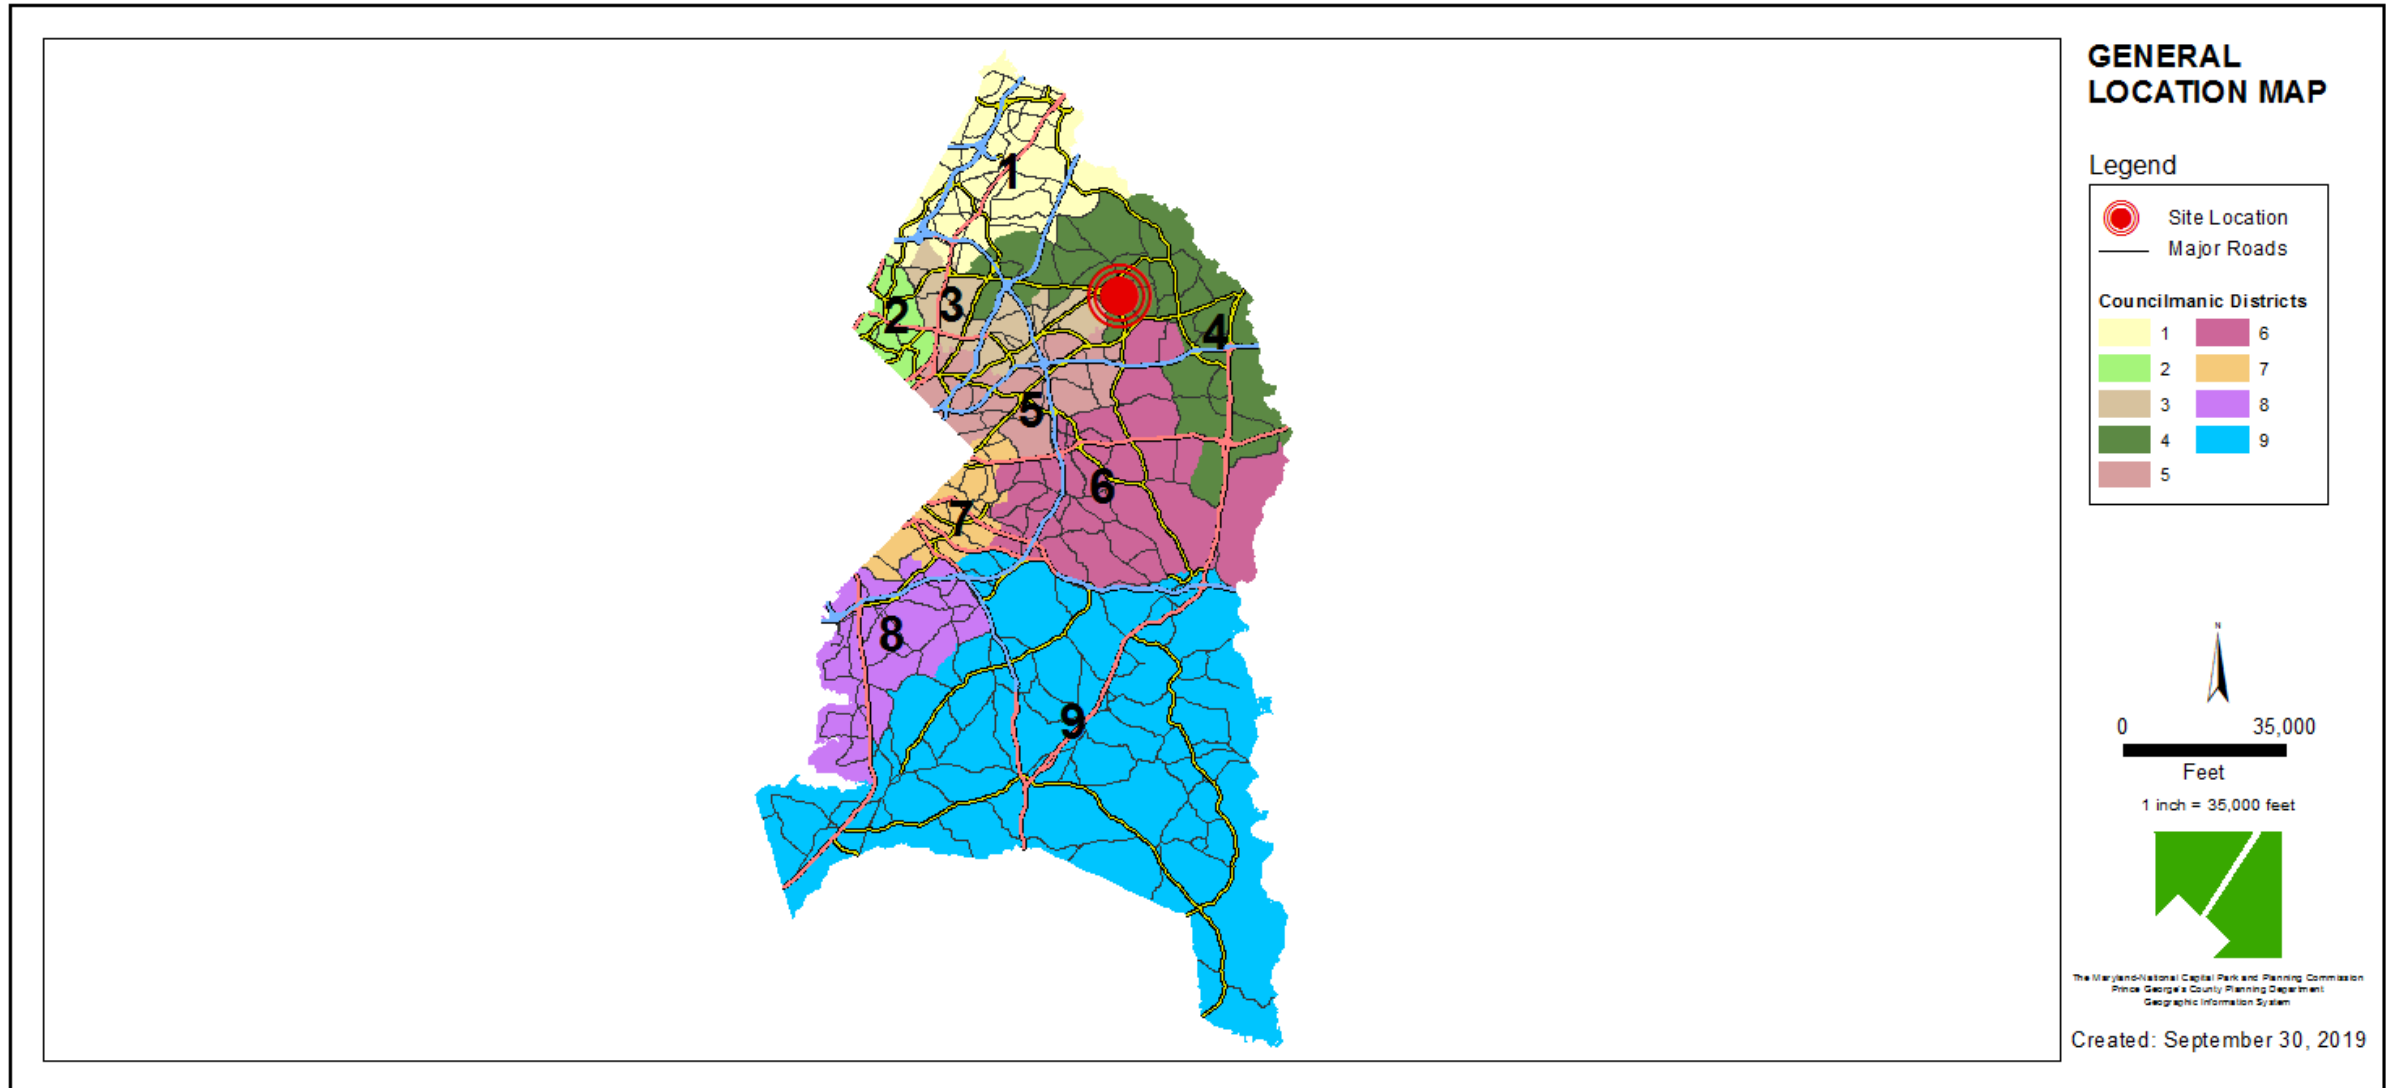 GENERAL
LOCATION MAP
Legend
Site Location
Major Roads
Councilmanic Districts
1 6
2 7
3 8
4 9
5
1
2
3
4
5
6
7
8
9
N
0 35,000
Feet
1 inch = 35,000 feet
The Maryland-National Capital Park and Planning Commission
Prince George's County Planning Department
Geographic Information System
Created: September 30, 2019